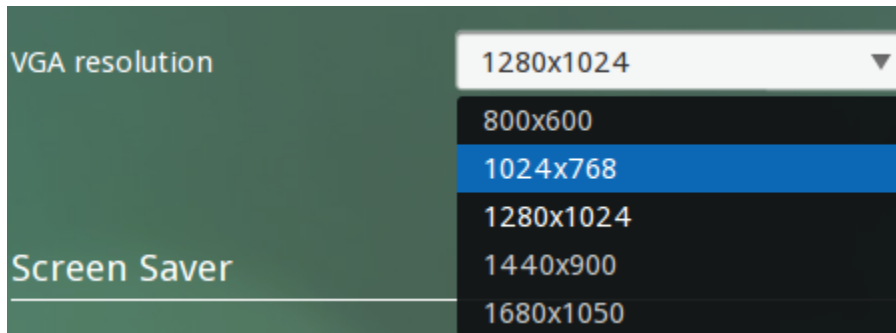 VGA resolution 1280x1024
800x600
1024x768
1280x1024
Screen Saver 1440x900
1680x1050